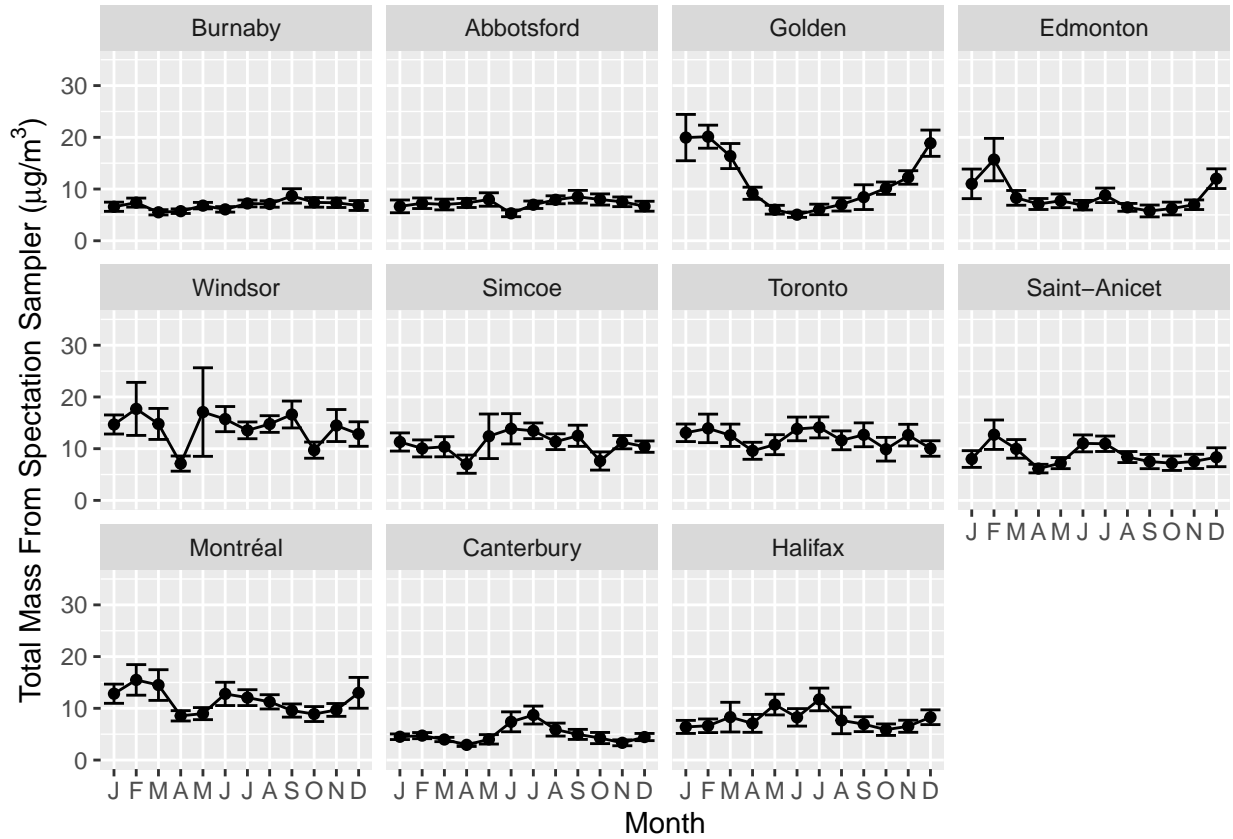 Burnaby Abbotsford Golden Edmonton
30
20
10
0
Windsor Simcoe Toronto Saint−Anicet
30
20
10
0
J F M A M J J A S O N D
Montréal Canterbury Halifax
30
20
10
0
J F M A M J J A S O N D J F M A M J J A S O N D J F M A M J J A S O N D
Month
Total Mass From Spectation Sampler (μg/m³)